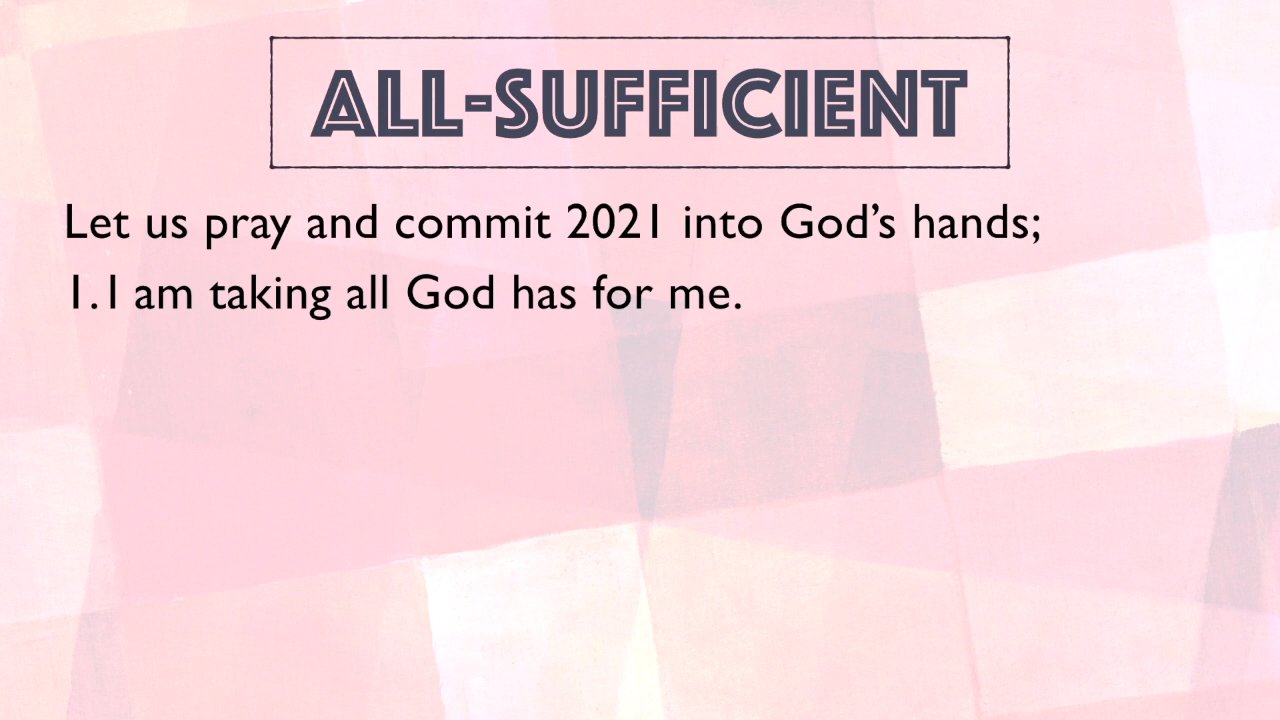 ALL-SUFFICIENT
Let us pray and commit 2021 into God’s hands;
1. I am taking all God has for me.